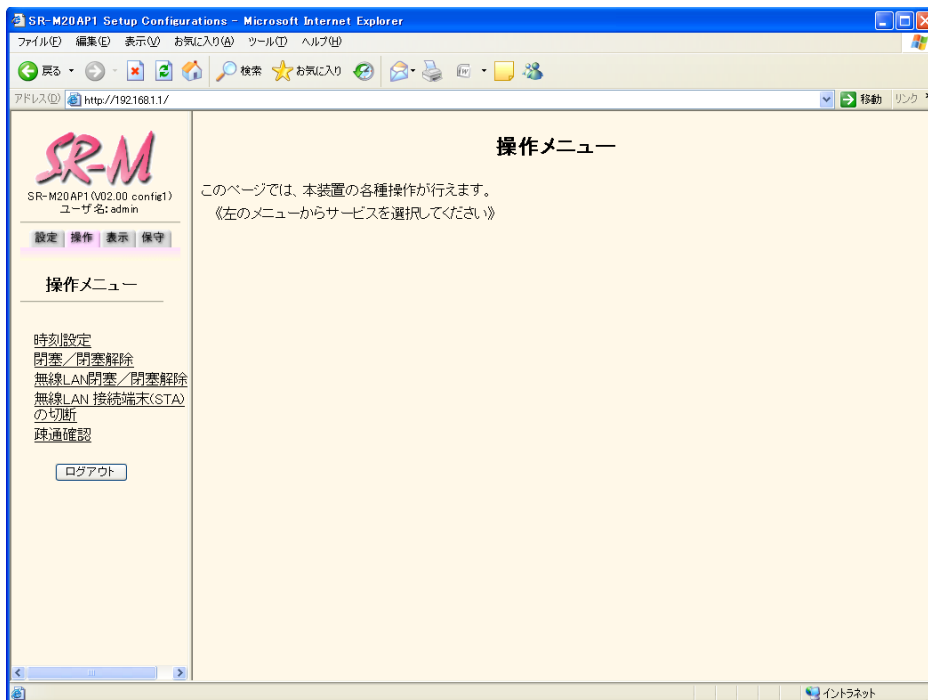 SR-M20AP1 Setup Configurations - Microsoft Internet Explorer
ファイル(F) 編集(E) 表示(V) お気に入り(A) ツール(T) ヘルプ(H)
戻る 検索 お気に入り
アドレス(D) http://192.168.1.1/ 移動 リンク
SR-M
SR-M20AP1(V02.00 config1)
ユーザ名:admin
設定 操作 表示 保守
操作メニュー
時刻設定
閉塞/閉塞解除
無線LAN閉塞/閉塞解除
無線LAN 接続端末(STA)
の切断
疎通確認
ログアウト
操作メニュー
このページでは、本装置の各種操作が行えます。
《左のメニューからサービスを選択してください》
イントラネット